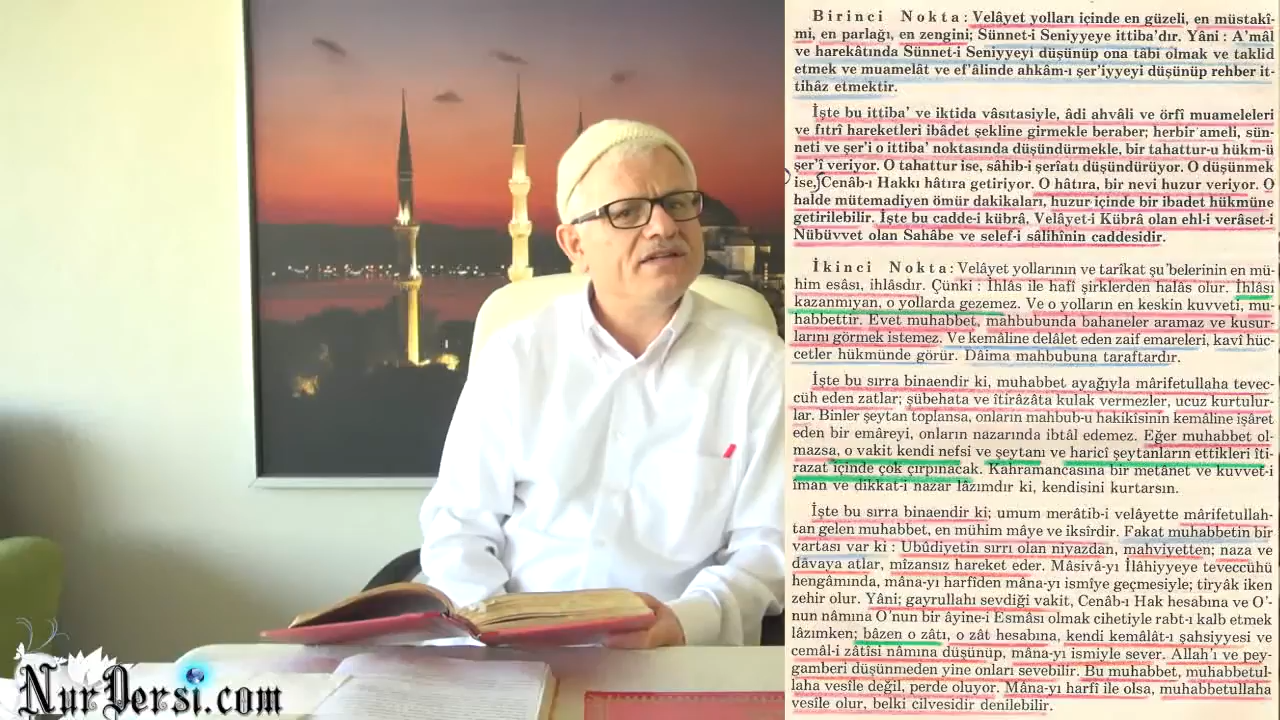 Birinci Nokta: Velâyet yolları içinde en güzeli, en müstakî-
mi, en parlağı, en zengini; Sünnet-i Seniyyeye ittiba'dır. Yâni : A'mâl
ve harekâtında Sünnet-i Seniyyeyi düşünüp ona tâbi olmak ve taklid
etmek ve muamelât ve ef'âlinde ahkâm-ı şer'iyyeyi düşünüp rehber it-
tihâz etmektir.
İşte bu ittiba' ve iktida vâsıtasiyle, âdi ahvâli ve örfî muameleleri
ve fıtrî hareketleri ibâdet şekline girmekle beraber; herbir ameli, sün-
neti ve şer'i o ittiba' noktasında düşündürmekle, bir tahattur-u hükm-ü
şer'î veriyor. O tahattur ise, sâhib-i şerîatı düşündürüyor. O düşünmek
ise, Cenâb-ı Hakkı hâtıra getiriyor. O hâtıra, bir nevi huzur veriyor. O
halde mütemadiyen ömür dakikaları, huzur içinde bir ibadet hükmüne
getirilebilir. İşte bu cadde-i kübrâ, Velâyet-i Kübrâ olan ehl-i verâset-i
Nübüvvet olan Sahâbe ve selef-i sâlihînin caddesidir.
İkinci Nokta: Velâyet yollarının ve tarîkat şu'belerinin en mü-
him esâsı, ihlâsdır. Çünki : İhlâs ile hafî şirklerden halâs olur. İhlâsı
kazanmıyan, o yollarda gezemez. Ve o yolların en keskin kuvveti, mu-
habbettir. Evet muhabbet, mahbubunda bahaneler aramaz ve kusur-
larını görmek istemez. Ve kemâline delâlet eden zaif emareleri, kavî hüc-
cetler hükmünde görür. Dâima mahbubuna taraftardır.
İşte bu sırra binaendir ki, muhabbet ayağıyla mârifetullaha tevec-
cüh eden zatlar; şübehata ve îtirâzâta kulak vermezler, ucuz kurtulur-
lar. Binler şeytan toplansa, onların mahbub-u hakikîsinin kemâline işâret
eden bir emâreyi, onların nazarında ibtâl edemez. Eğer muhabbet ol-
mazsa, o vakit kendi nefsi ve şeytanı ve haricî şeytanların ettikleri îti-
razat içinde çok çırpınacak. Kahramancasına bir metânet ve kuvvet-i
iman ve dikkat-i nazar lâzımdır ki, kendisini kurtarsın.
İşte bu sırra binaendir ki; umum merâtib-i velâyette mârifetullah-
tan gelen muhabbet, en mühim mâye ve iksîrdir. Fakat muhabbetin bir
vartası var ki : Ubûdiyetin sırrı olan niyazdan, mahviyetten; naza ve
dâvaya atlar, mîzansız hareket eder. Mâsivâ-yı İlâhiyyeye teveccühü
hengâmında, mâna-yı harfîden mâna-yı ismîye geçmesiyle; tiryâk iken
zehir olur. Yâni; gayrullahı sevdiği vakit, Cenâb-ı Hak hesabına ve O'-
nun nâmına O'nun bir âyine-i Esmâsı olmak cihetiyle rabt-ı kalb etmek
lâzımken; bâzen o zâtı, o zât hesabına, kendi kemâlât-ı şahsiyyesi ve
cemâl-i zâtîsi nâmına düşünüp, mâna-yı ismiyle sever. Allah'ı ve pey-
gamberi düşünmeden yine onları sevebilir. Bu muhabbet, muhabbetul-
laha vesîle değil, perde oluyor. Mâna-yı harfî ile olsa, muhabbetullaha
vesîle olur, belki cilvesidir denilebilir.
NurDersi.com